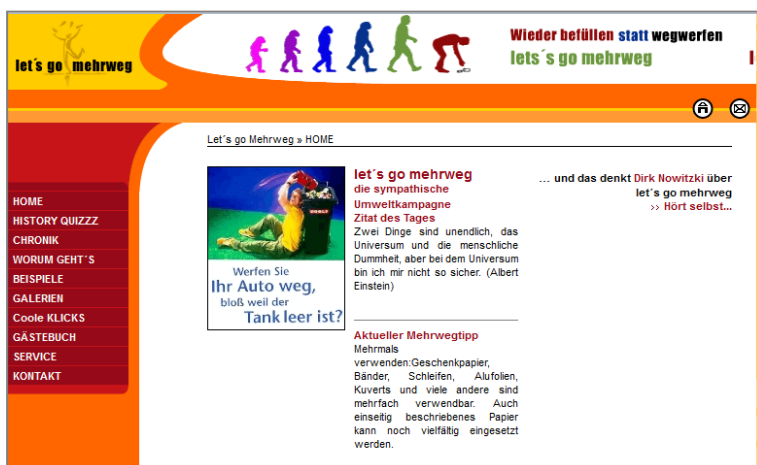 let´s go mehrweg
Wieder befüllen statt wegwerfen
lets´s go mehrweg
Let´s go Mehrweg » HOME
HOME
HISTORY QUIZZZ
CHRONIK
WORUM GEHT´S
BEISPIELE
GALERIEN
Coole KLICKS
GÄSTEBUCH
SERVICE
KONTAKT
Werfen Sie
Ihr Auto weg,
bloß weil der
Tank leer ist?
let´s go mehrweg
die sympathische
Umweltkampagne
Zitat des Tages
Zwei Dinge sind unendlich, das
Universum und die menschliche
Dummheit, aber bei dem Universum
bin ich mir nicht so sicher. (Albert
Einstein)
Aktueller Mehrwegtipp
Mehrmals
verwenden:Geschenkpapier,
Bänder, Schleifen, Alufolien,
Kuverts und viele andere sind
mehrfach verwendbar. Auch
einseitig beschriebenes Papier
kann noch vielfältig eingesetzt
werden.
... und das denkt Dirk Nowitzki über
let´s go mehrweg
›› Hört selbst...